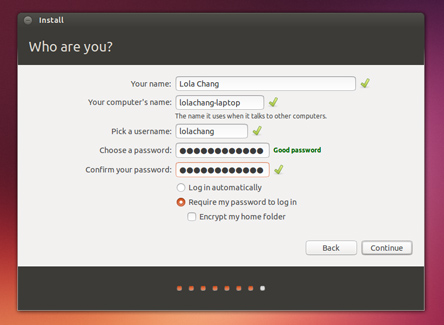 Install
Who are you?
Your name: Lola Chang
Your computer's name: lolachang-laptop
The name it uses when it talks to other computers.
Pick a username: lolachang
Choose a password: ●●●●●●●●●●●● Good password
Confirm your password: ●●●●●●●●●●●●
Log in automatically
Require my password to log in
Encrypt my home folder
Back Continue